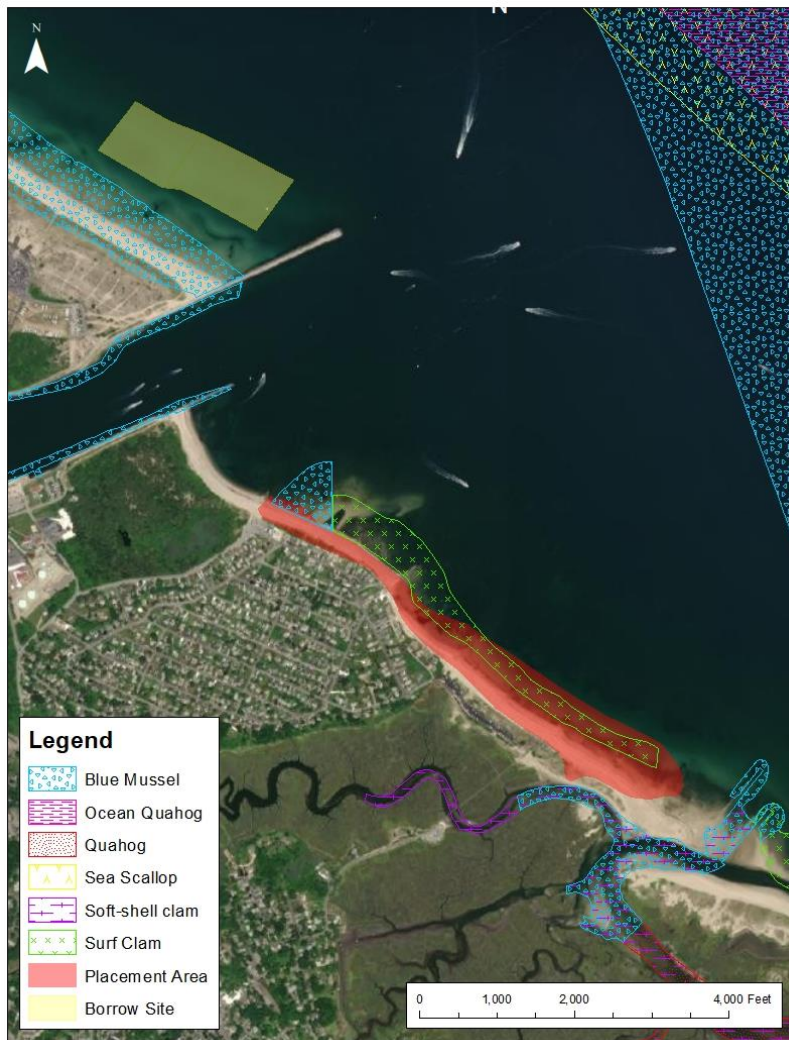 N
N
Legend
Blue Mussel
Ocean Quahog
Quahog
Sea Scallop
Soft-shell clam
Surf Clam
Placement Area
Borrow Site
0 1,000 2,000 4,000 Feet